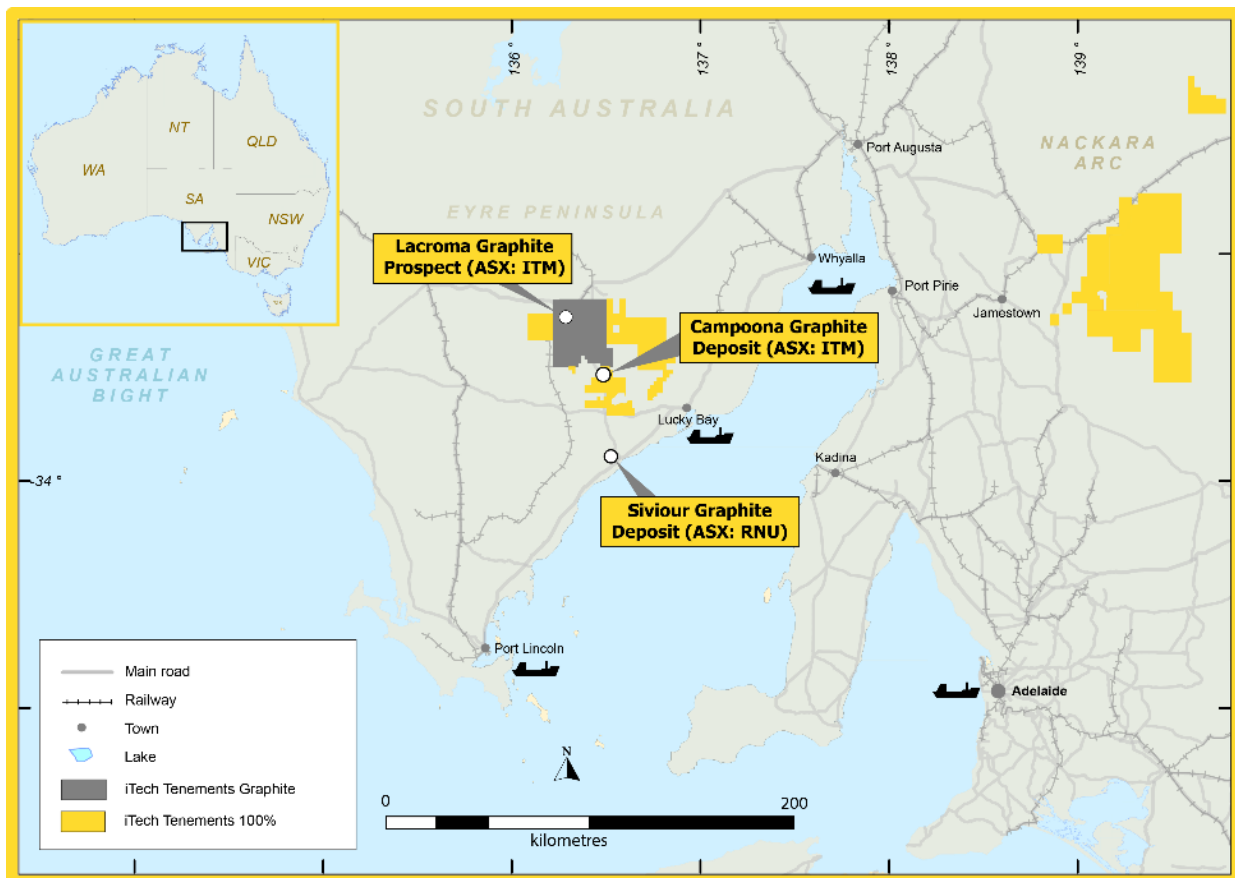 136 °
137 °
138 °
139 °
NT
QLD
WA
SA
NSW
VIC
SOUTH AUSTRALIA
Port Augusta
NACKARA
ARC
EYRE PENINSULA
Lacroma Graphite
Prospect (ASX: ITM)
Whyalla
Port Pirie
Jamestown
Campoona Graphite
Deposit (ASX: ITM)
GREAT
AUSTRALIAN
BIGHT
Lucky Bay
Kadina
-34 °
Siviour Graphite
Deposit (ASX: RNU)
Port Lincoln
Adelaide
Main road
Railway
Town
Lake
iTech Tenements Graphite
iTech Tenements 100%
N
0 200
kilometres